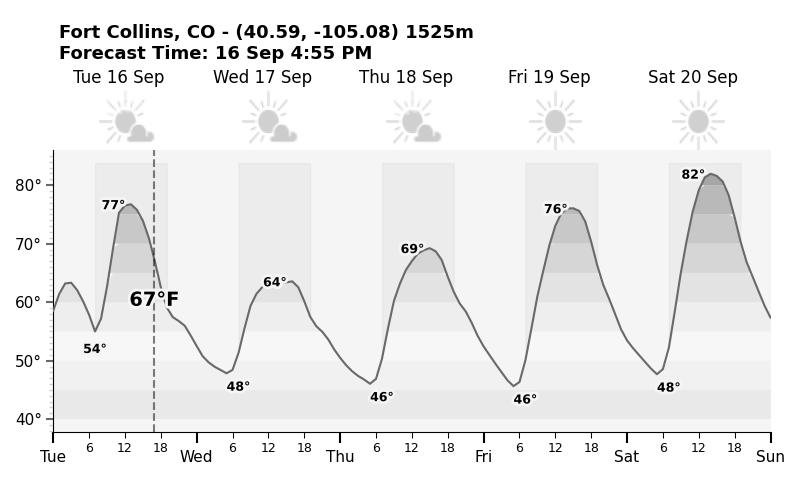 Fort Collins, CO - (40.59, -105.08) 1525m
Forecast Time: 16 Sep 4:55 PM
Tue 16 Sep Wed 17 Sep Thu 18 Sep Fri 19 Sep Sat 20 Sep
80°
70°
60°
50°
40°
77° 64° 69° 76° 82°
67°F
54° 48° 46° 46° 48°
6 12 18 6 12 18 6 12 18 6 12 18 6 12 18
Tue Wed Thu Fri Sat Sun